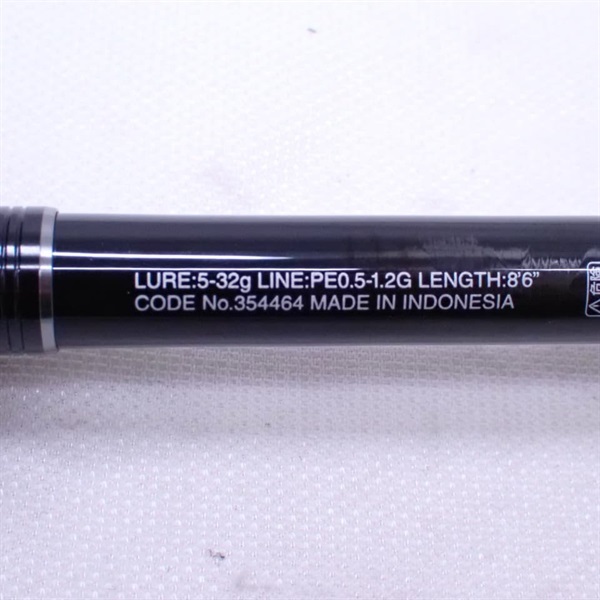 LURE:5-32g LINE:PE0.5-1.2G LENGTH:8'6"
CODE No.354464 MADE IN INDONESIA